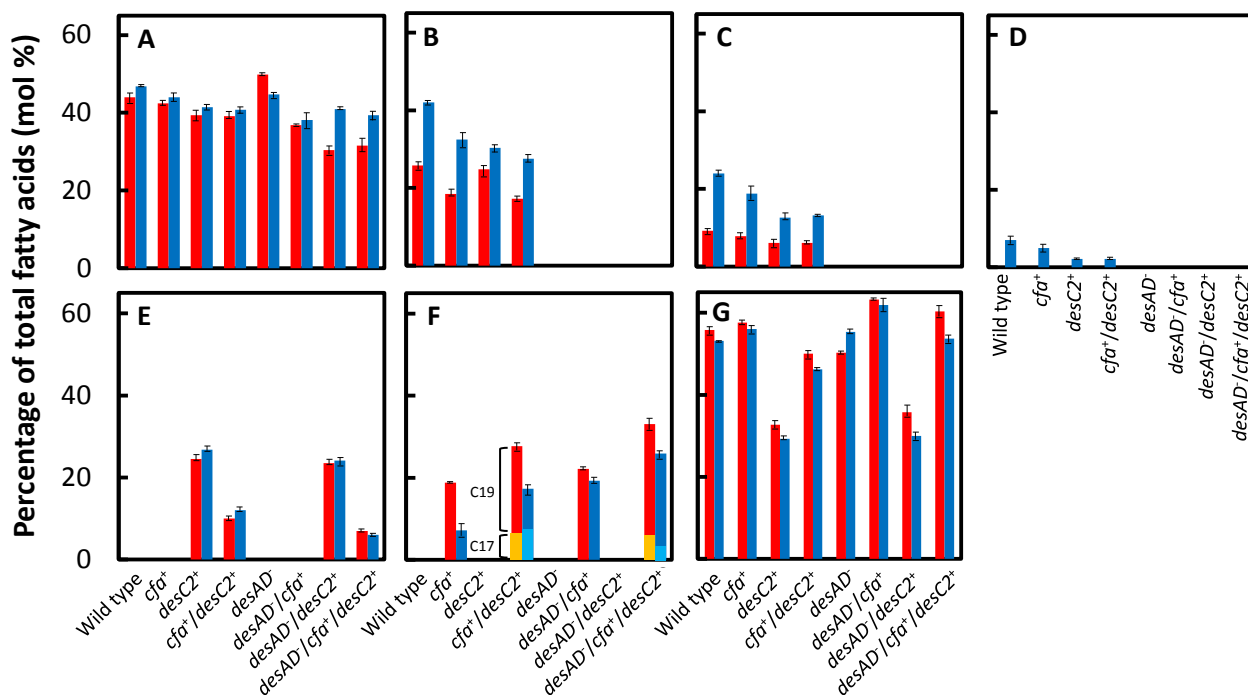 Percentage of total fatty acids (mol %)
60
40
20
0
A
B
C
D
Wild type
cfa⁺
desC2⁺
cfa⁺/desC2⁺
desAD⁻
desAD⁻/cfa⁺
desAD⁻/desC2⁺
desAD⁻/cfa⁺/desC2⁺
60
40
20
0
E
F
G
C19
C17
Wild type
cfa⁺
desC2⁺
cfa⁺/desC2⁺
desAD⁻
desAD⁻/cfa⁺
desAD⁻/desC2⁺
desAD⁻/cfa⁺/desC2⁺
Wild type
cfa⁺
desC2⁺
cfa⁺/desC2⁺
desAD⁻
desAD⁻/cfa⁺
desAD⁻/desC2⁺
desAD⁻/cfa⁺/desC2⁺
Wild type
cfa⁺
desC2⁺
cfa⁺/desC2⁺
desAD⁻
desAD⁻/cfa⁺
desAD⁻/desC2⁺
desAD⁻/cfa⁺/desC2⁺